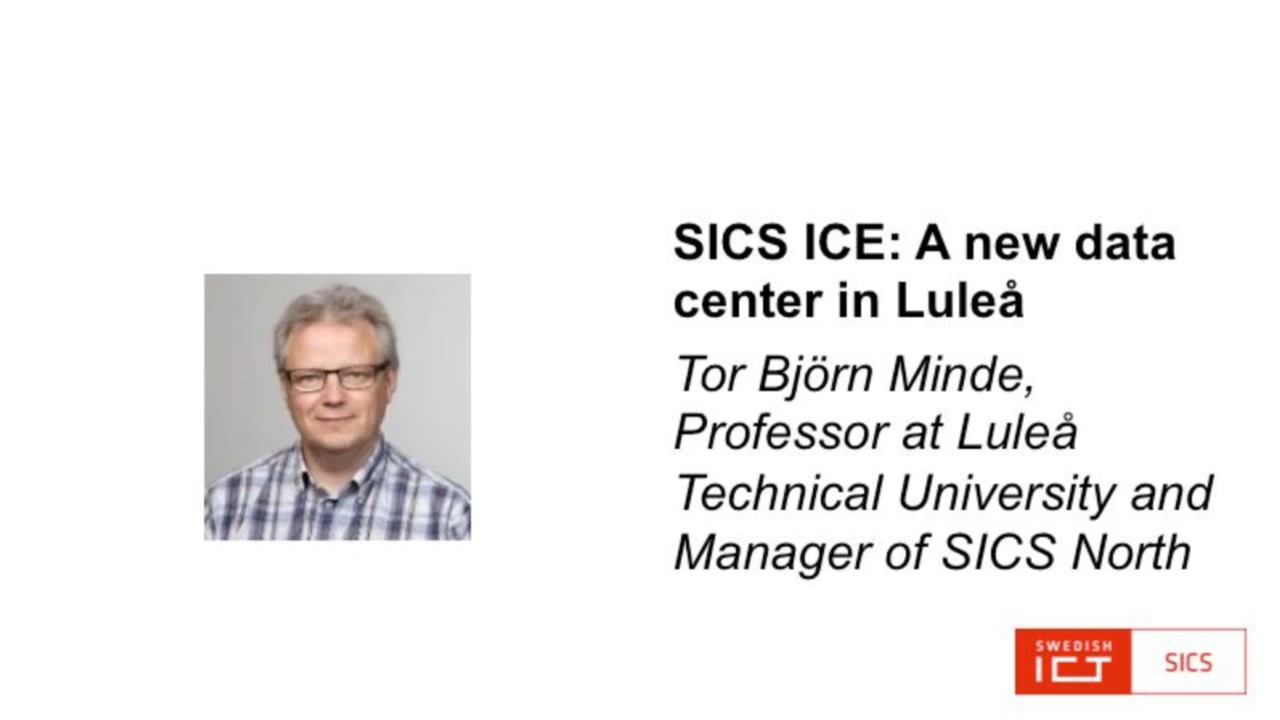 SICS ICE: A new data
center in Luleå
Tor Björn Minde,
Professor at Luleå
Technical University and
Manager of SICS North
SWEDISH
ICT
SICS